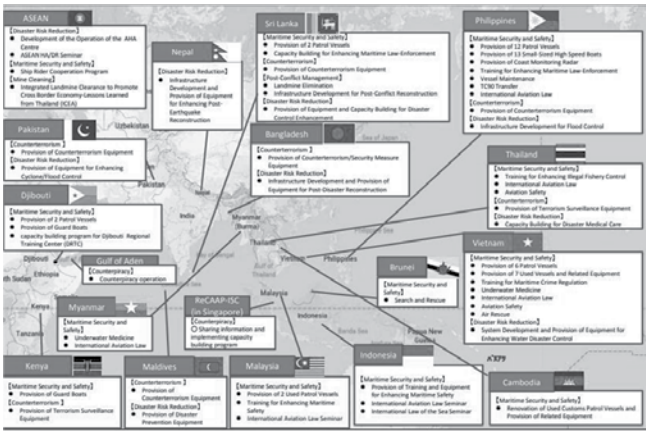 ASEAN
【Disaster Risk Reduction】
● Development of the Operation of the AHA
Centre
● ASEAN HA/DR Seminar
【Maritime Security and Safety】
● Ship Rider Cooperation Program
【Mine Clearing】
● Integrated Landmine Clearance to Promote
Cross Border Economy-Lessons Learned
from Thailand (ICEA)
Nepal
【Disaster Risk Reduction】
● Infrastructure
Development and
Provision of Equipment
for Enhancing Post-
Earthquake
Reconstruction
Sri Lanka
【Maritime Security and Safety】
● Provision of 2 Patrol Vessels
● Capacity Building for Enhancing Maritime Law-Enforcement
【Counterterrorism】
● Provision of Counterterrorism Equipment
【Post-Conflict Management】
● Landmine Elimination
● Infrastructure Development for Post-Conflict Reconstruction
【Disaster Risk Reduction】
● Provision of Equipment and Capacity Building for Disaster
Control Enhancement
Philippines
【Maritime Security and Safety】
● Provision of 12 Patrol Vessels
● Provision of 13 Small-Sized High Speed Boats
● Provision of Coast Monitoring Radar
● Training for Enhancing Maritime Law-Enforcement
● Vessel Maintenance
● TC90 Transfer
● International Aviation Law
【Counterterrorism】
● Provision of Counterterrorism Equipment
【Disaster Risk Reduction】
● Infrastructure Development for Flood Control
Pakistan
【Counterterrorism】
● Provision of Counterterrorism Equipment
【Disaster Risk Reduction】
● Provision of Equipment for Enhancing
Cyclone/Flood Control
Bangladesh
【Counterterrorism】
● Provision of Counterterrorism/Security Measure
Equipment
【Disaster Risk Reduction】
● Infrastructure Development and Provision of
Equipment for Post-Disaster Reconstruction
Thailand
【Maritime Security and Safety】
● Training for Enhancing Illegal Fishery Control
● International Aviation Law
● Aviation Safety
【Counterterrorism】
● Provision of Terrorism Surveillance Equipment
【Disaster Risk Reduction】
● Capacity Building for Disaster Medical Care
Djibouti
【Maritime Security and Safety】
● Provision of 2 Patrol Vessels
● Provision of Guard Boats
● capacity building program for Djibouti Regional
Training Center (DRTC)
Gulf of Aden
【Counterpiracy】
● Counterpiracy operation
Vietnam
【Maritime Security and Safety】
● Provision of 6 Patrol Vessels
● Provision of 7 Used Vessels and Related Equipment
● Training for Maritime Crime Regulation
● Underwater Medicine
● International Aviation Law
● Aviation Safety
● Air Rescue
【Disaster Risk Reduction】
● System Development and Provision of Equipment for
Enhancing Water Disaster Control
Brunei
【Maritime Security and
Safety】
● Search and Rescue
Myanmar
【Maritime Security and
Safety】
● Underwater Medicine
● International Aviation Law
ReCAAP-ISC
(in Singapore)
【Counterpiracy】
○ Sharing information and
implementing capacity
building program
Kenya
【Maritime Security and Safety】
● Provision of Guard Boats
【Counterterrorism】
● Provision of Terrorism Surveillance
Equipment
Maldives
【Counterterrorism】
● Provision of
Counterterrorism Equipment
【Disaster Risk Reduction】
● Provision of Disaster
Prevention Equipment
Malaysia
【Maritime Security and Safety】
● Provision of 2 Used Patrol Vessels
● Training for Enhancing Maritime
Safety
● International Aviation Law Seminar
Indonesia
【Maritime Security and Safety】
● Provision of Training and Equipment
for Enhancing Maritime Safety
● International Aviation Law Seminar
● International Law of the Sea Seminar
Cambodia
【Maritime Security and Safety】
● Renovation of Used Customs Patrol Vessels and
Provision of Related Equipment
Uzbekistan
Pakistan
India
Myanmar
(Burma)
Thailand
Vietnam
Philippines
Malaysia
Indonesia
Papua New
Guinea
Djibouti
Ethiopia
Kenya
Tanzania